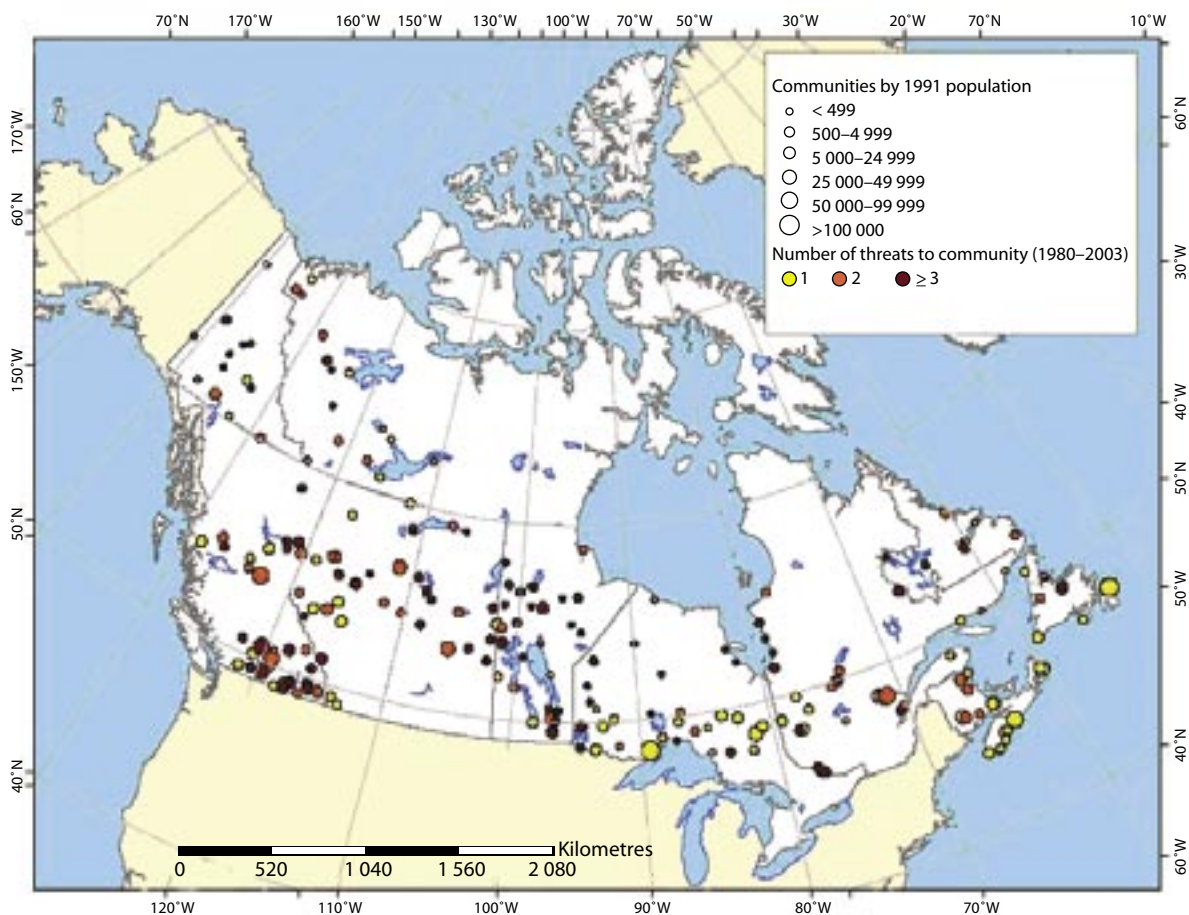 70˚N 170˚W 160˚W 150˚W 130˚W 100˚W 70˚W 50˚W 30˚W 20˚W 70˚N 10˚W
Communities by 1991 population
< 499
500–4 999
5 000–24 999
25 000–49 999
50 000–99 999
>100 000
Number of threats to community (1980–2003)
1 2 ≥ 3
170˚W
60˚N
150˚W
50˚N
40˚N
60˚N
30˚W
40˚W
50˚N
50˚W
40˚N
60˚W
Kilometres
0 520 1 040 1 560 2 080
120˚W 110˚W 100˚W 90˚W 80˚W 70˚W